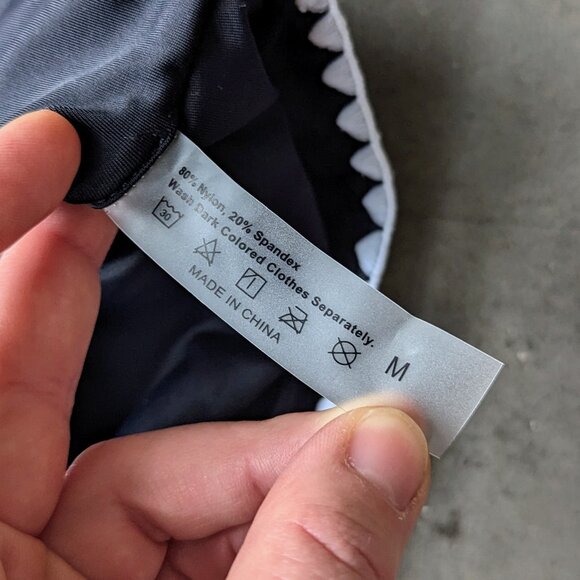 80% Nylon, 20% Spandex
Wash Dark Colored Clothes Separately.
30
MADE IN CHINA
M